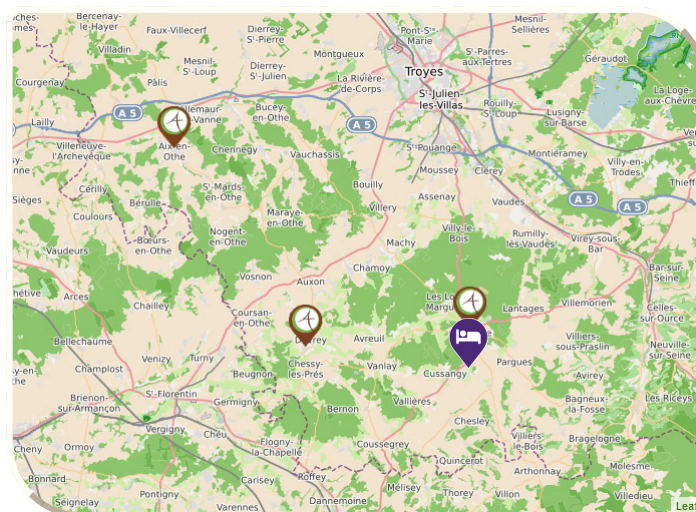 Bercenay-
le-Hayer
Villadin
Courgenay
Lailly
Faux-Villecerf
Mesnil-
St-Loup
Pâlis
Dierrey-
St-Pierre
Dierrey-
St-Julien
Montgueux
La Rivière-
de-Corps
Pont-Ste-
Marie
Troyes
St-Julien-
les-Villas
Mesnil-
Sellières
St-Parres-
aux-Tertres
Géraudot
La Loge-
aux-Chèvre
Rouilly-
St-Loup
Lusigny-
sur-Barse
A 5
Bucey-
en-Othe
A 5
Villeneuve-
l'Archevêque
Aix-en-
Othe
Chennegy
Vauchassis
St-Pouange
Moussey
Clérey
Montiéramey
Villy-en-
Trodes
Thieff
Cérilly
Sièges
Coulours
Bérulle
St-Mards-
en-Othe
Maraye-
en-Othe
Bouilly
Villery
Assenay
Vaudes
A 5
A 5
Vaudeurs
Bœurs-
en-Othe
Nogent-
en-Othe
Machy
Villy-le-
Bois
Rumilly-
lès-Vaudes
Virey-sous-
Bar
Bar-sur-
Seine
Arces
Chailley
Vosnon
Auxon
Chamoy
Lantages
Villemorien
Celles-
sur-Ource
Coursan-
en-Othe
Bellechaume
Venizy
Turny
Avreuil
Villiers-
sous-Praslin
Neuville-
sur-Seine
Champlost
Beugnon
Chessy-
les-Prés
Vanlay
Cussangy
Pargues
Avirey
Brienon-
sur-Armançon
St-Florentin
Germigny
Bernon
Vallières
Bagneux-
la-Fosse
Les Riceys
Vergigny
Chéu
Chesley
Cheny
Ormoy
Flogny-
la-Chapelle
Coussegrey
Villiers-
le-Bois
Bragelogne
Quincerot
Arthonnay
Molesme
Bonnard
Roffey
Carisey
Pontigny
Mélisey
Thorey
Villon
Villedieu
Seignelay
Varennes
Dannemoine
Leaf